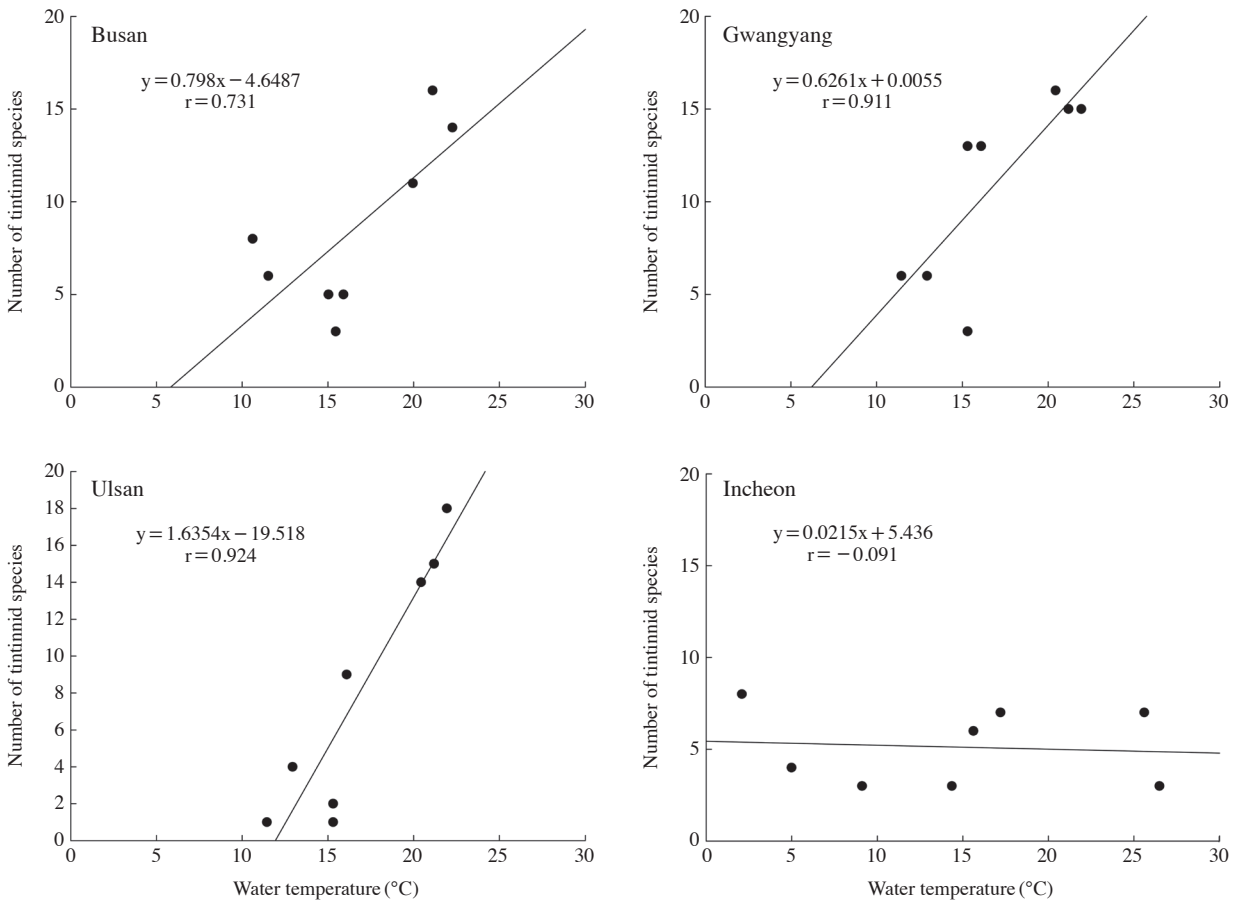 Busan
y=0.798x−4.6487
r=0.731
Number of tintinnid species
20
15
10
5
0
0 5 10 15 20 25 30
Gwangyang
y=0.6261x+0.0055
r=0.911
Number of tintinnid species
20
15
10
5
0
0 5 10 15 20 25 30
Ulsan
y=1.6354x−19.518
r=0.924
Number of tintinnid species
20
18
16
14
12
10
8
6
4
2
0
0 5 10 15 20 25 30
Water temperature (°C)
Incheon
y=0.0215x+5.436
r=−0.091
Number of tintinnid species
20
15
10
5
0
0 5 10 15 20 25 30
Water temperature (°C)